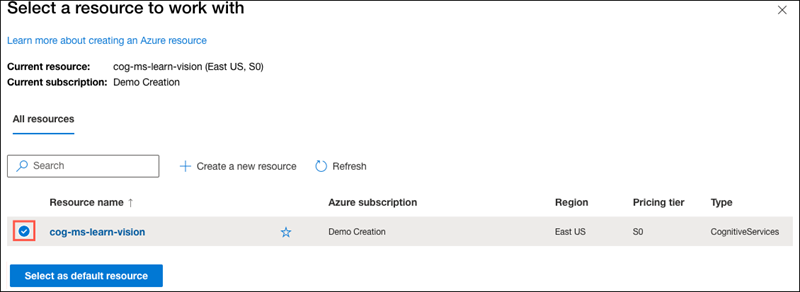 Select a resource to work with
Learn more about creating an Azure resource
Current resource: cog-ms-learn-vision (East US, S0)
Current subscription: Demo Creation
All resources
Search + Create a new resource Refresh
Resource name ↑ Azure subscription Region Pricing tier Type
cog-ms-learn-vision Demo Creation East US S0 CognitiveServices
Select as default resource